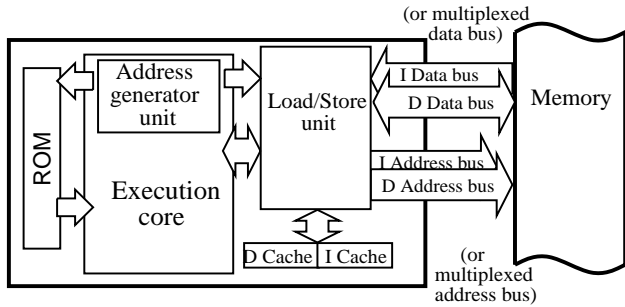 (or multiplexed
data bus)
Address
generator
unit
I Data bus
Load/Store
unit
D Data bus
Memory
ROM
I Address bus
D Address bus
Execution
core
D Cache
I Cache
(or
multiplexed
address bus)